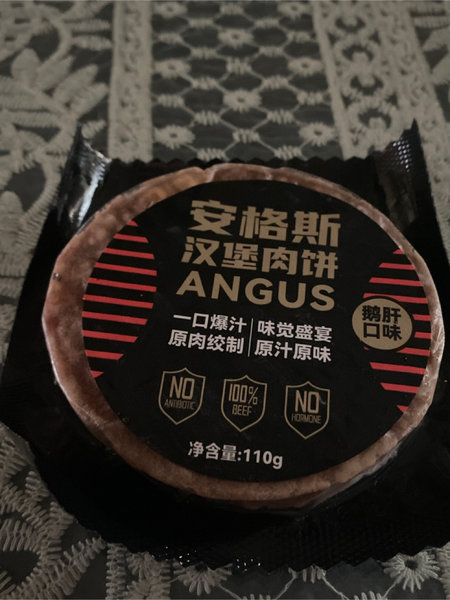 安格斯
汉堡肉饼
ANGUS
鹅肝
口味
一口爆汁|味觉盛宴
原肉绞制|原汁原味
NO
ANTIBIOTIC
100%
BEEF
NO
HORMONE
净含量:110g